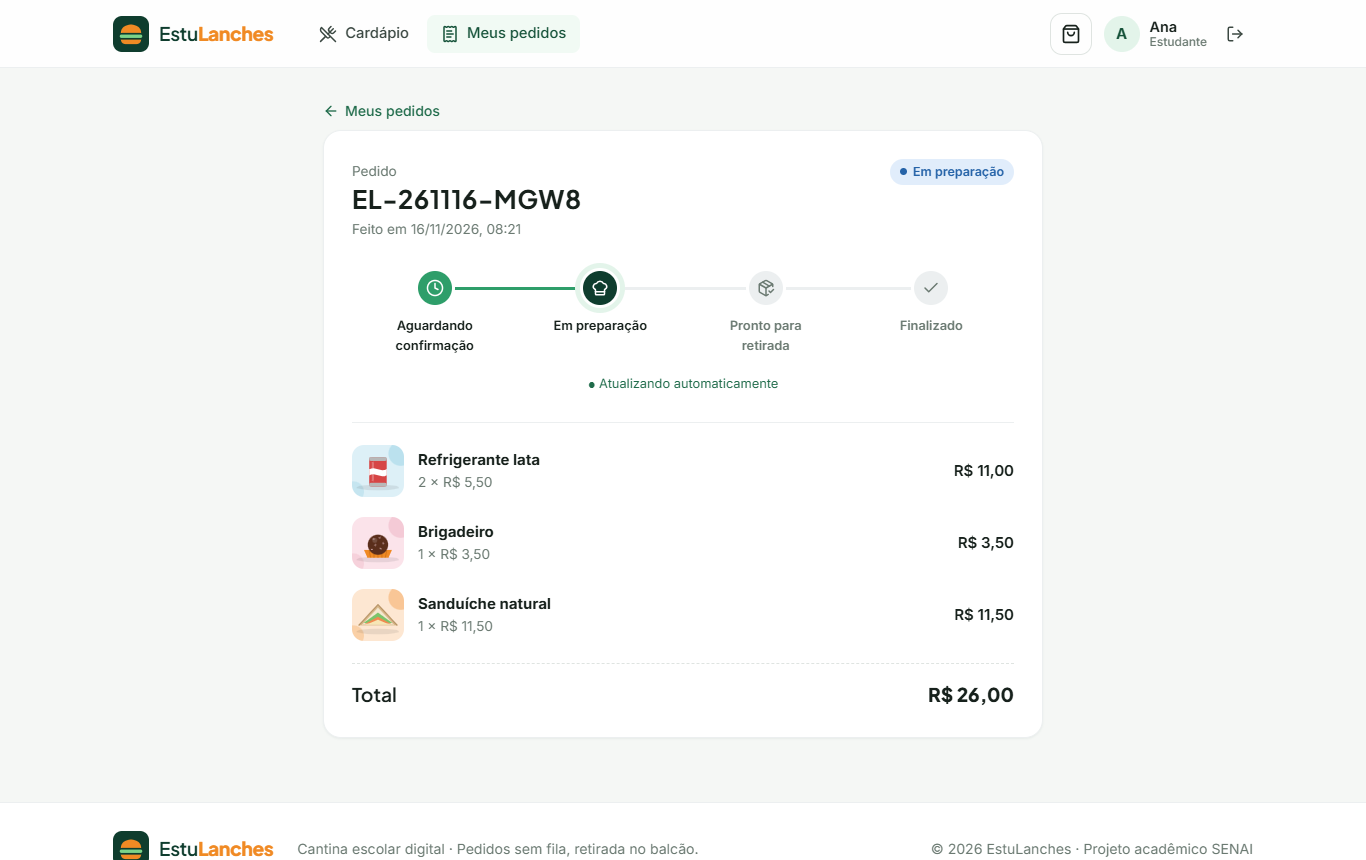 EstuLanches
Cardápio
Meus pedidos
A
Ana
Estudante
Meus pedidos
Pedido
Em preparação
EL-261116-MGW8
Feito em 16/11/2026, 08:21
Aguardando
confirmação
Em preparação
Pronto para
retirada
Finalizado
Atualizando automaticamente
Refrigerante lata
2 × R$ 5,50
R$ 11,00
Brigadeiro
1 × R$ 3,50
R$ 3,50
Sanduíche natural
1 × R$ 11,50
R$ 11,50
Total
R$ 26,00
EstuLanches
Cantina escolar digital · Pedidos sem fila, retirada no balcão.
© 2026 EstuLanches · Projeto acadêmico SENAI